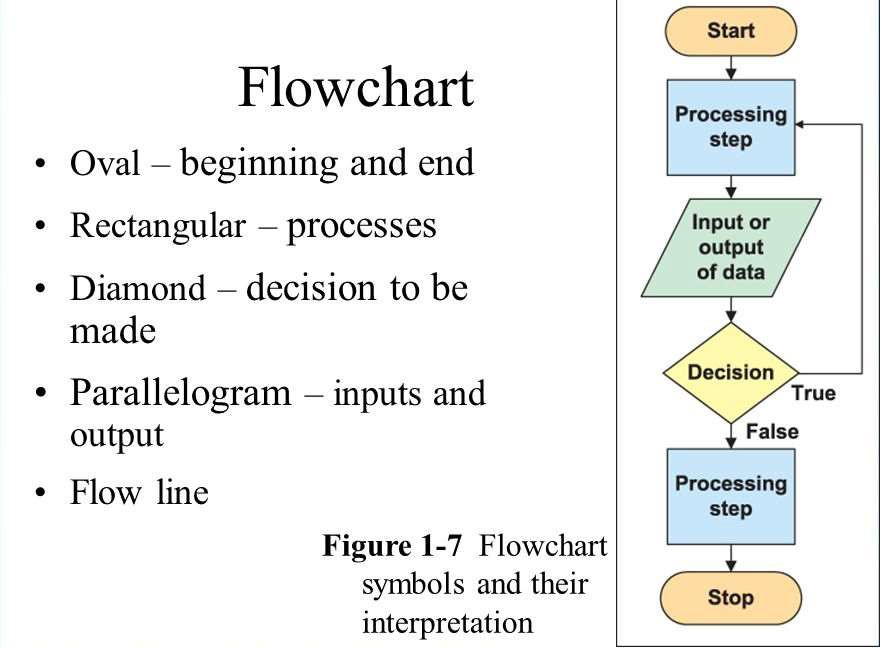 Flowchart
• Oval – beginning and end
• Rectangular – processes
• Diamond – decision to be
made
• Parallelogram – inputs and
output
• Flow line
Figure 1-7 Flowchart
symbols and their
interpretation
Start
Processing
step
Input or
output
of data
Decision
True
False
Processing
step
Stop